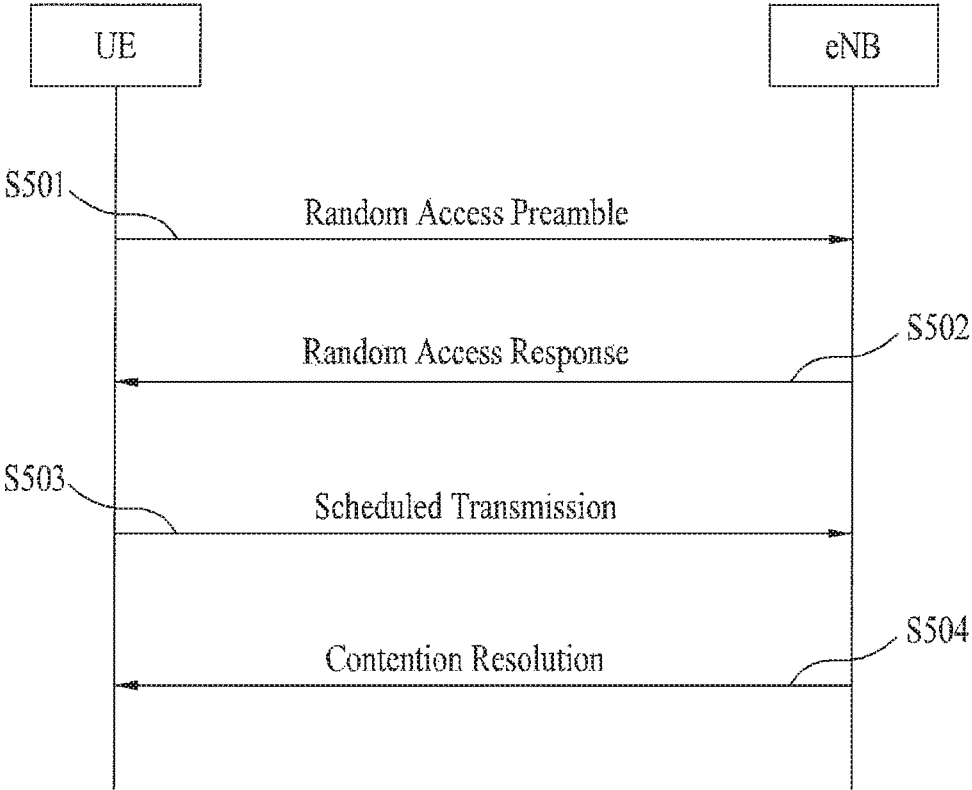 UE
eNB
S501
Random Access Preamble
S502
Random Access Response
S503
Scheduled Transmission
S504
Contention Resolution